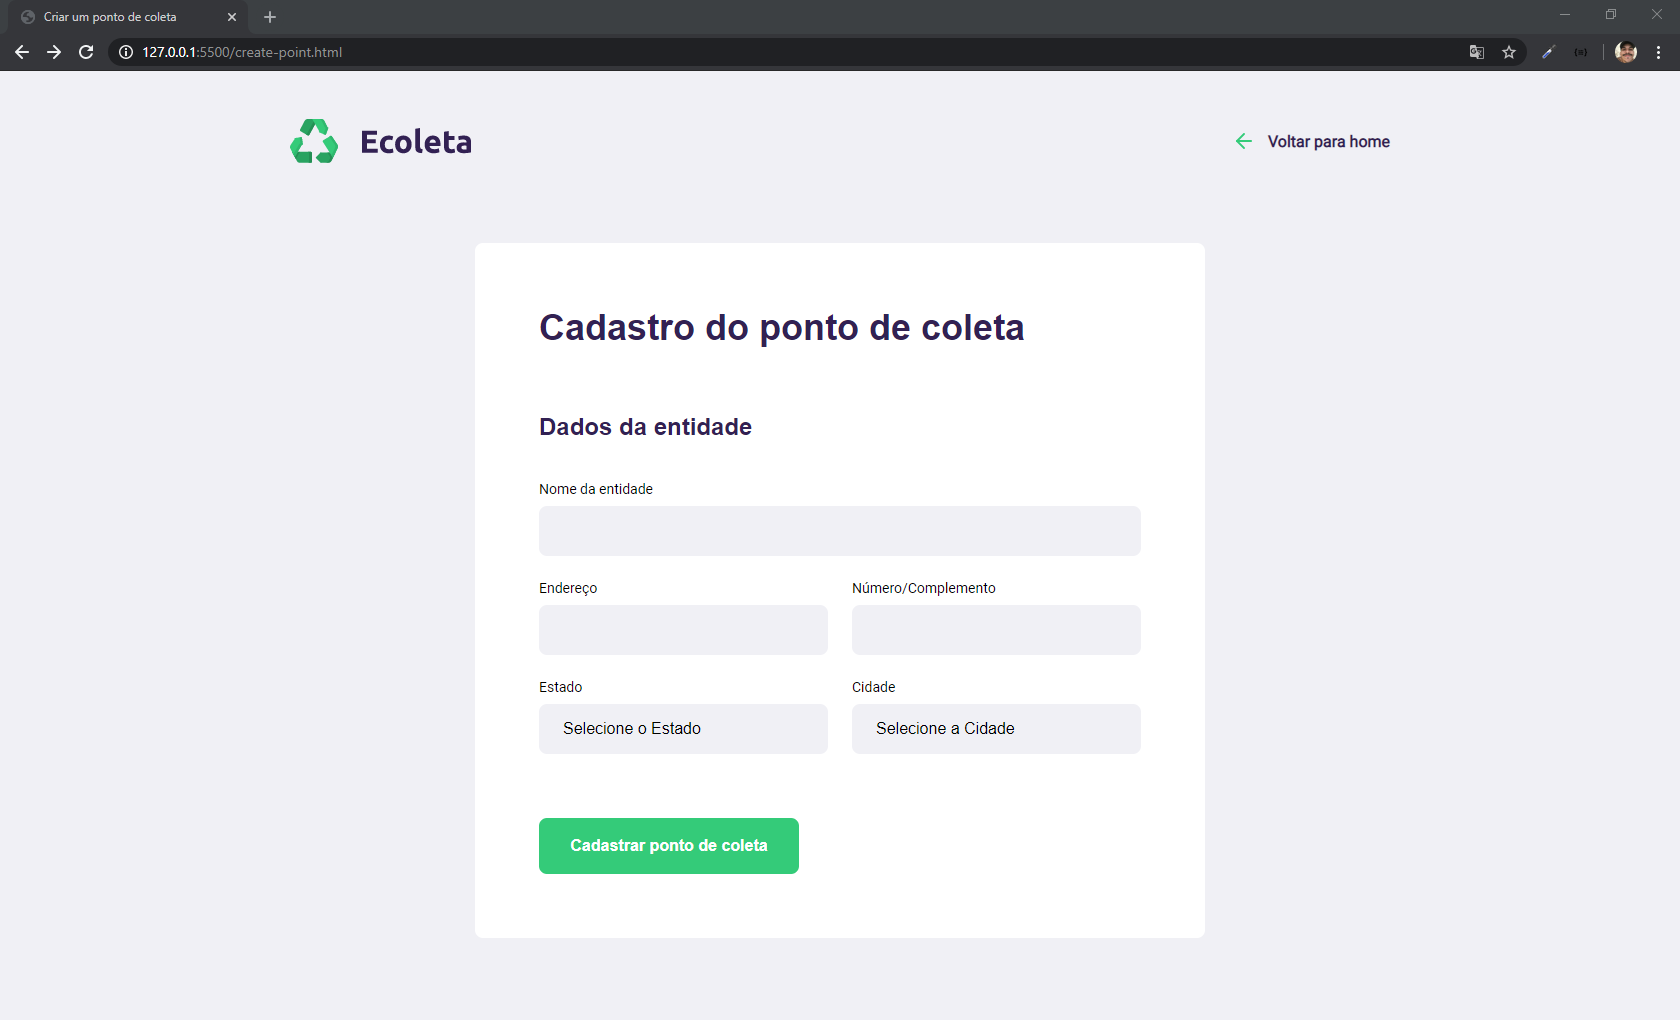 Criar um ponto de coleta
127.0.0.1:5500/create-point.html
Ecoleta
Voltar para home
Cadastro do ponto de coleta
Dados da entidade
Nome da entidade
Endereço Número/Complemento
Estado Cidade
Selecione o Estado Selecione a Cidade
Cadastrar ponto de coleta